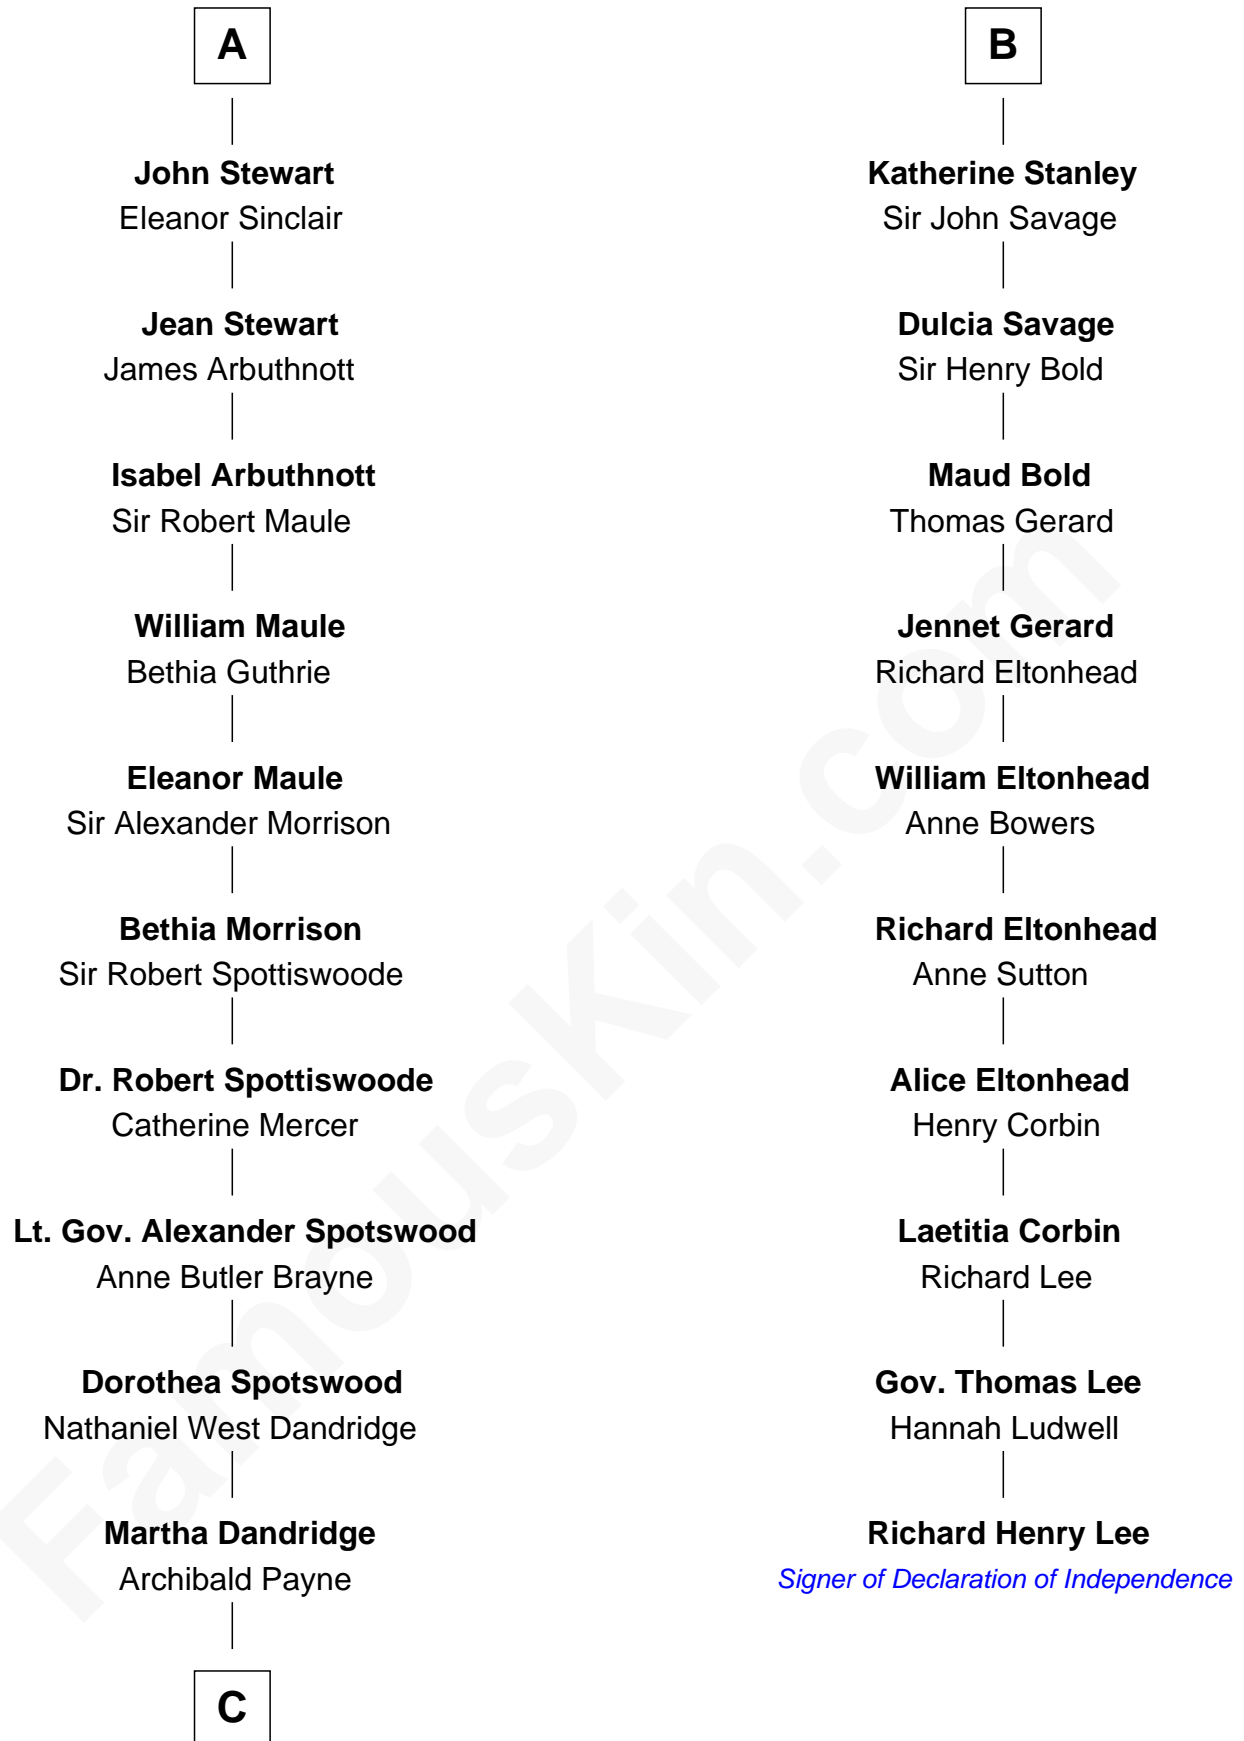 A
John Stewart
Eleanor Sinclair
Jean Stewart
James Arbuthnott
Isabel Arbuthnott
Sir Robert Maule
William Maule
Bethia Guthrie
Eleanor Maule
Sir Alexander Morrison
Bethia Morrison
Sir Robert Spottiswoode
Dr. Robert Spottiswoode
Catherine Mercer
Lt. Gov. Alexander Spotswood
Anne Butler Brayne
Dorothea Spotswood
Nathaniel West Dandridge
Martha Dandridge
Archibald Payne
C
B
Katherine Stanley
Sir John Savage
Dulcia Savage
Sir Henry Bold
Maud Bold
Thomas Gerard
Jennet Gerard
Richard Eltonhead
William Eltonhead
Anne Bowers
Richard Eltonhead
Anne Sutton
Alice Eltonhead
Henry Corbin
Laetitia Corbin
Richard Lee
Gov. Thomas Lee
Hannah Ludwell
Richard Henry Lee
Signer of Declaration of Independence
FamousKin.com